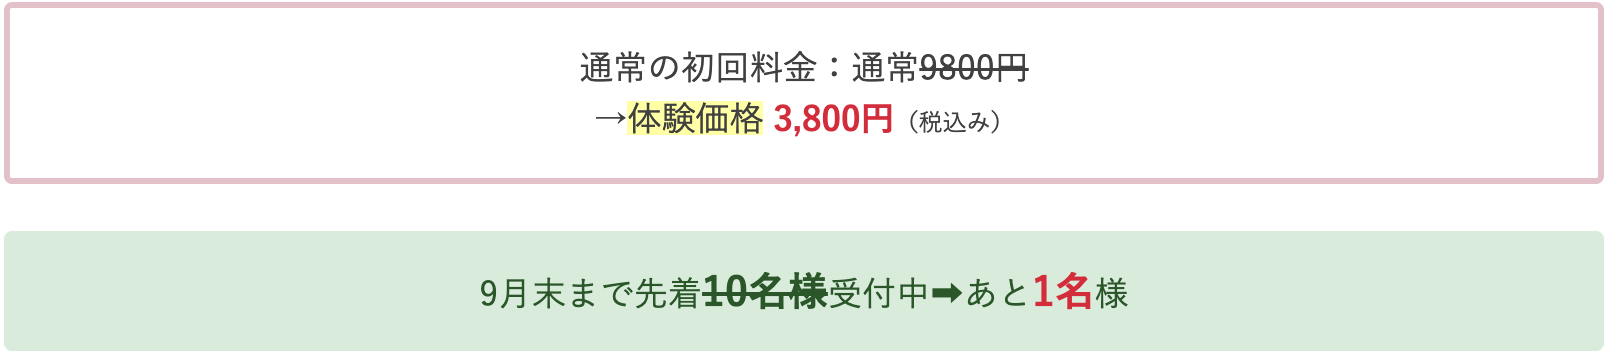 通常の初回料金：通常9800円
→体験価格 3,800円（税込み）
9月末まで先着10名様受付中➡あと1名様